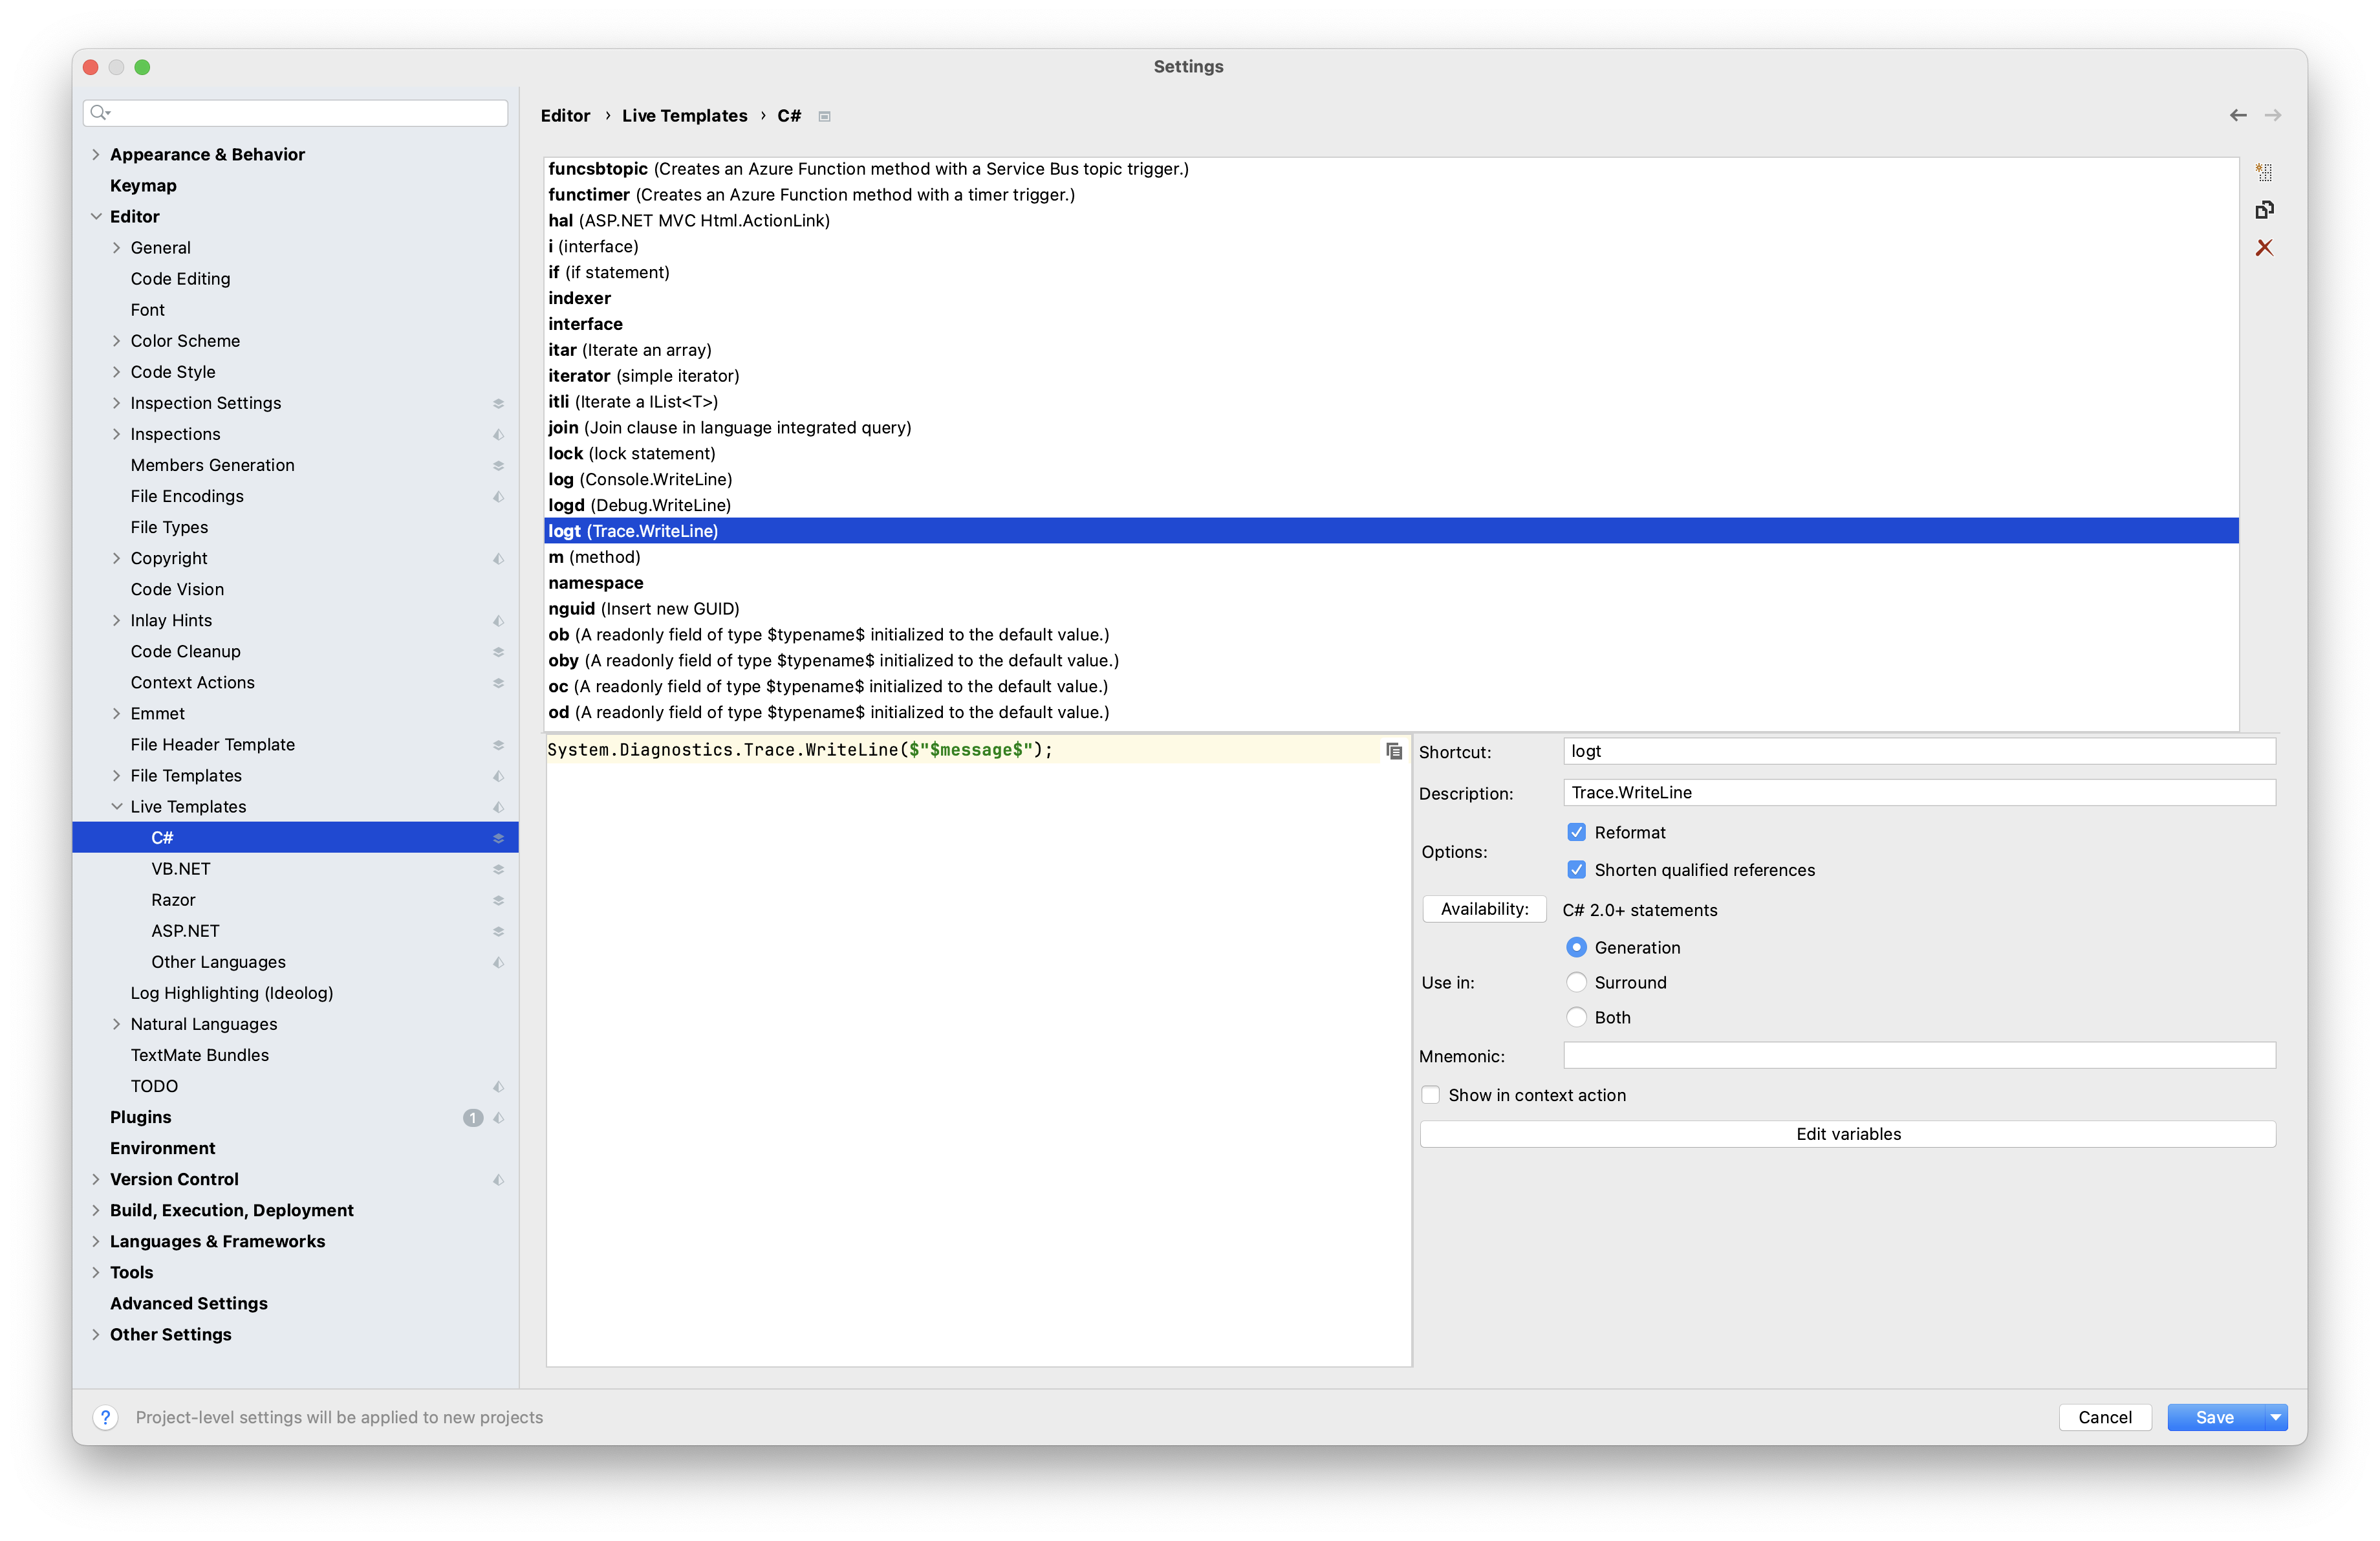 Settings
Appearance & Behavior
Keymap
Editor
General
Code Editing
Font
Color Scheme
Code Style
Inspection Settings
Inspections
Members Generation
File Encodings
File Types
Copyright
Code Vision
Inlay Hints
Code Cleanup
Context Actions
Emmet
File Header Template
File Templates
Live Templates
C#
VB.NET
Razor
ASP.NET
Other Languages
Log Highlighting (Ideolog)
Natural Languages
TextMate Bundles
TODO
Plugins 1
Environment
Version Control
Build, Execution, Deployment
Languages & Frameworks
Tools
Advanced Settings
Other Settings
Editor › Live Templates › C#
funcsbtopic (Creates an Azure Function method with a Service Bus topic trigger.)
functimer (Creates an Azure Function method with a timer trigger.)
hal (ASP.NET MVC Html.ActionLink)
i (interface)
if (if statement)
indexer
interface
itar (Iterate an array)
iterator (simple iterator)
itli (Iterate a IList<T>)
join (Join clause in language integrated query)
lock (lock statement)
log (Console.WriteLine)
logd (Debug.WriteLine)
logt (Trace.WriteLine)
m (method)
namespace
nguid (Insert new GUID)
ob (A readonly field of type $typename$ initialized to the default value.)
oby (A readonly field of type $typename$ initialized to the default value.)
oc (A readonly field of type $typename$ initialized to the default value.)
od (A readonly field of type $typename$ initialized to the default value.)
System.Diagnostics.Trace.WriteLine($"$message$");
Shortcut: logt
Description: Trace.WriteLine
Options:
Reformat
Shorten qualified references
Availability: C# 2.0+ statements
Use in:
Generation
Surround
Both
Mnemonic:
Show in context action
Edit variables
? Project-level settings will be applied to new projects
Cancel
Save